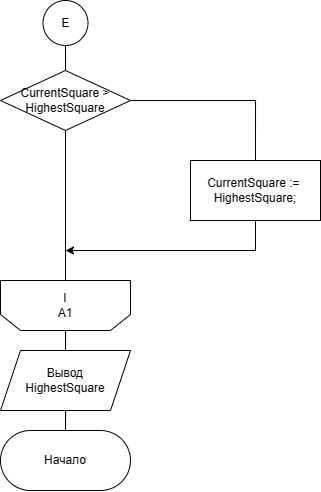 E
CurrentSquare >
HighestSquare
CurrentSquare :=
HighestSquare;
I
A1
Вывод
HighestSquare
Начало